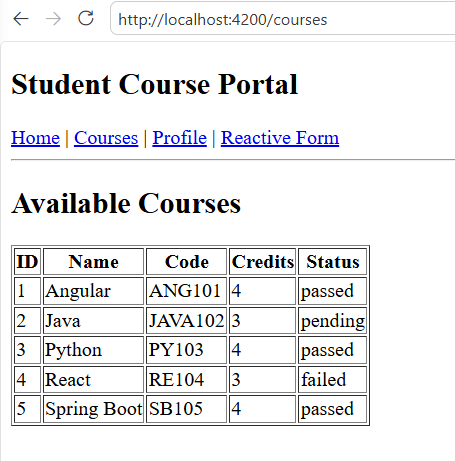 http://localhost:4200/courses
Student Course Portal
Home | Courses | Profile | Reactive Form
Available Courses
ID Name Code Credits Status
1 Angular ANG101 4 passed
2 Java JAVA102 3 pending
3 Python PY103 4 passed
4 React RE104 3 failed
5 Spring Boot SB105 4 passed